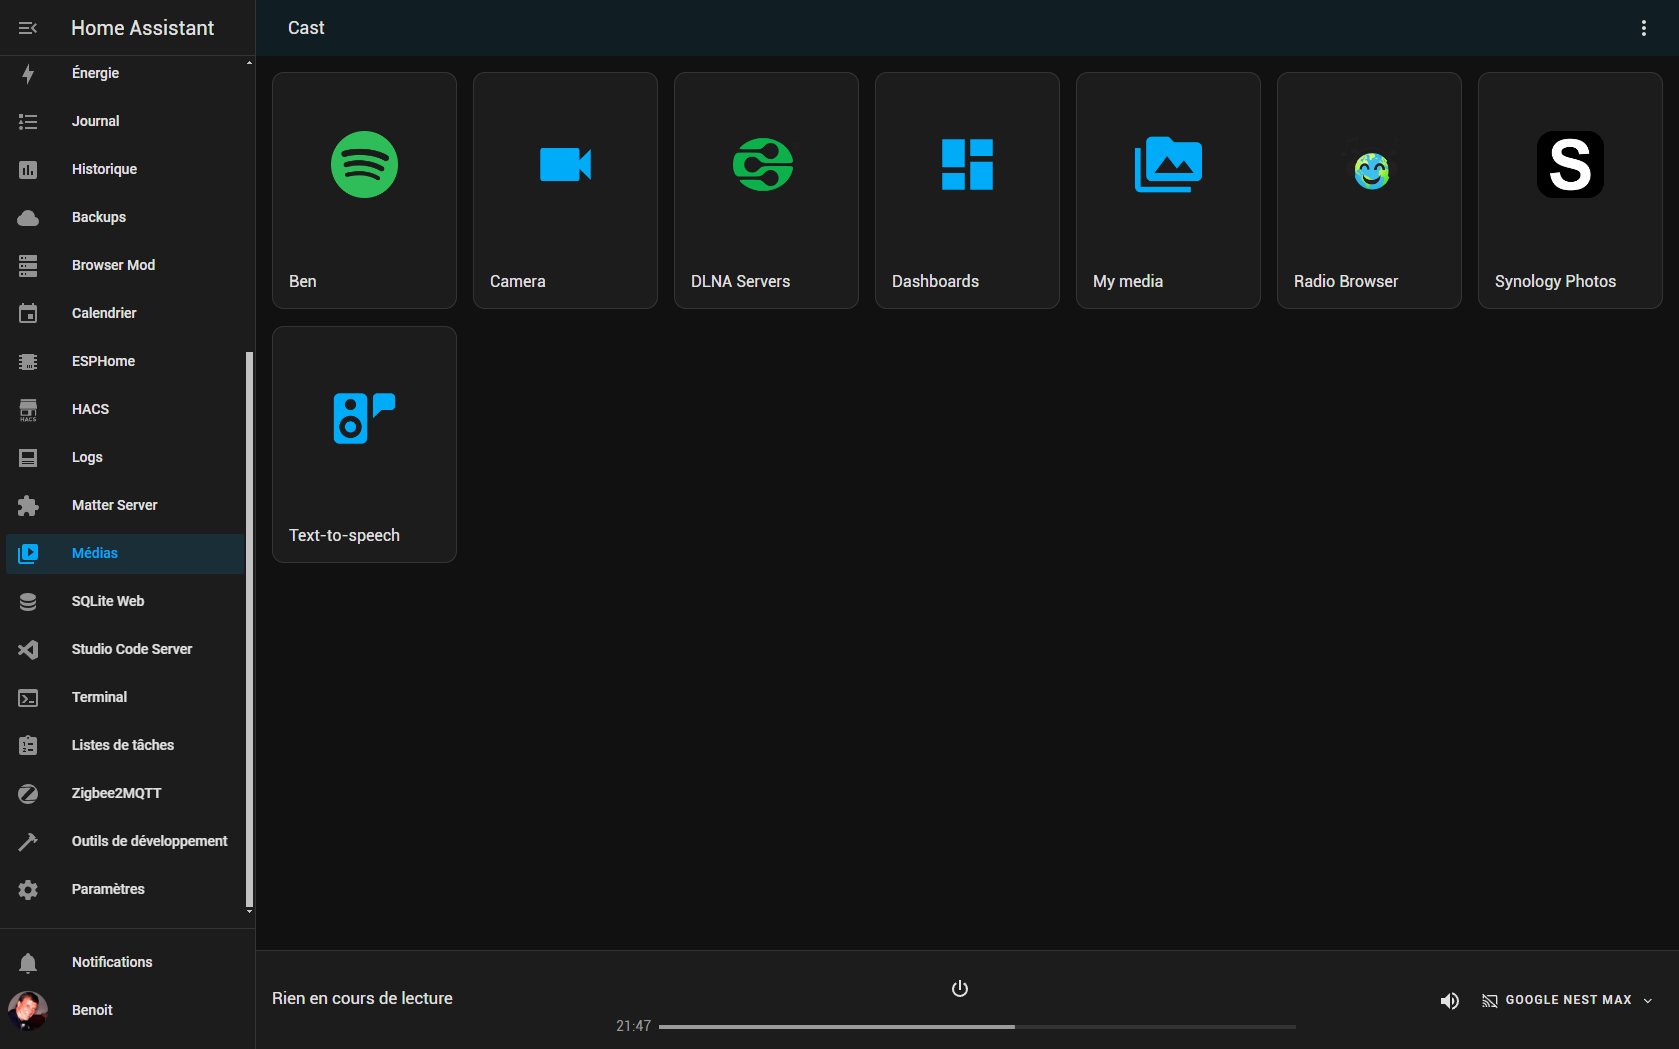 Home Assistant
Énergie
Journal
Historique
Backups
Browser Mod
Calendrier
ESPHome
HACS
HACS
Logs
Matter Server
Médias
SQLite Web
Studio Code Server
Terminal
Listes de tâches
Zigbee2MQTT
Outils de développement
Paramètres
Notifications
Benoit
Cast
Ben
Camera
DLNA Servers
Dashboards
My media
Radio Browser
S
Synology Photos
Text-to-speech
Rien en cours de lecture
21:47
GOOGLE NEST MAX